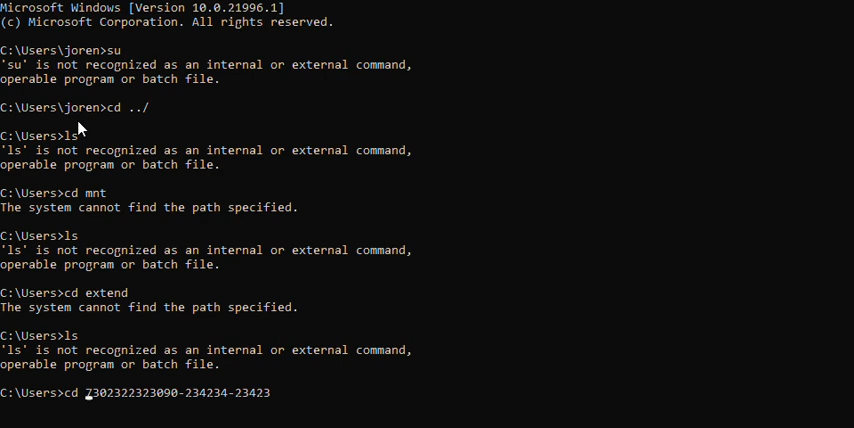 Microsoft Windows [Version 10.0.21996.1]
(c) Microsoft Corporation. All rights reserved.
C:\Users\joren>su
'su' is not recognized as an internal or external command,
operable program or batch file.
C:\Users\joren>cd ../
C:\Users>ls
'ls' is not recognized as an internal or external command,
operable program or batch file.
C:\Users>cd mnt
The system cannot find the path specified.
C:\Users>ls
'ls' is not recognized as an internal or external command,
operable program or batch file.
C:\Users>cd extend
The system cannot find the path specified.
C:\Users>ls
'ls' is not recognized as an internal or external command,
operable program or batch file.
C:\Users>cd 7302322323090-234234-23423